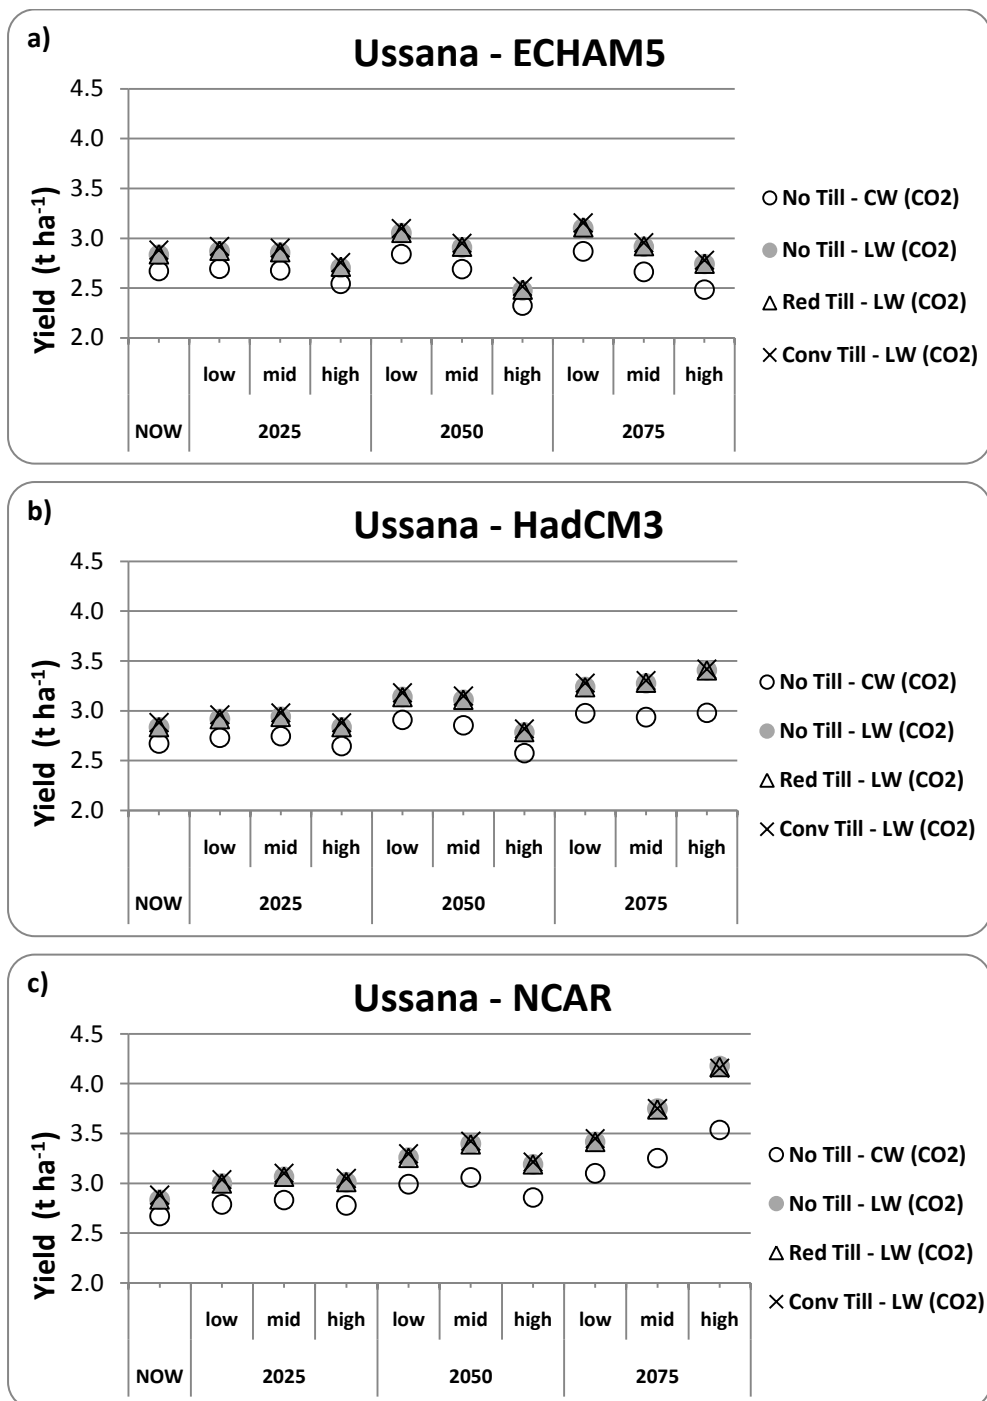 a)
Ussana - ECHAM5
4.5
4.0
3.5
3.0
2.5
2.0
Yield (t ha-1)
low mid high low mid high low mid high
NOW 2025 2050 2075
No Till - CW (CO2)
No Till - LW (CO2)
Red Till - LW (CO2)
Conv Till - LW (CO2)
b)
Ussana - HadCM3
4.5
4.0
3.5
3.0
2.5
2.0
Yield (t ha-1)
low mid high low mid high low mid high
NOW 2025 2050 2075
No Till - CW (CO2)
No Till - LW (CO2)
Red Till - LW (CO2)
Conv Till - LW (CO2)
c)
Ussana - NCAR
4.5
4.0
3.5
3.0
2.5
2.0
Yield (t ha-1)
low mid high low mid high low mid high
NOW 2025 2050 2075
No Till - CW (CO2)
No Till - LW (CO2)
Red Till - LW (CO2)
Conv Till - LW (CO2)